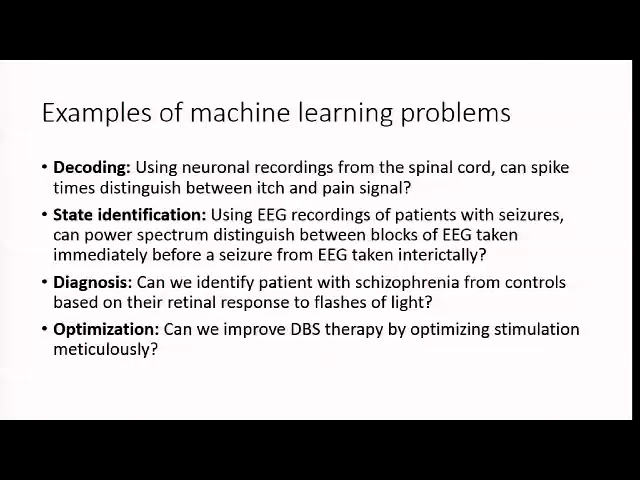 Examples of machine learning problems
• Decoding: Using neuronal recordings from the spinal cord, can spike
times distinguish between itch and pain signal?
• State identification: Using EEG recordings of patients with seizures,
can power spectrum distinguish between blocks of EEG taken
immediately before a seizure from EEG taken interictally?
• Diagnosis: Can we identify patient with schizophrenia from controls
based on their retinal response to flashes of light?
• Optimization: Can we improve DBS therapy by optimizing stimulation
meticulously?